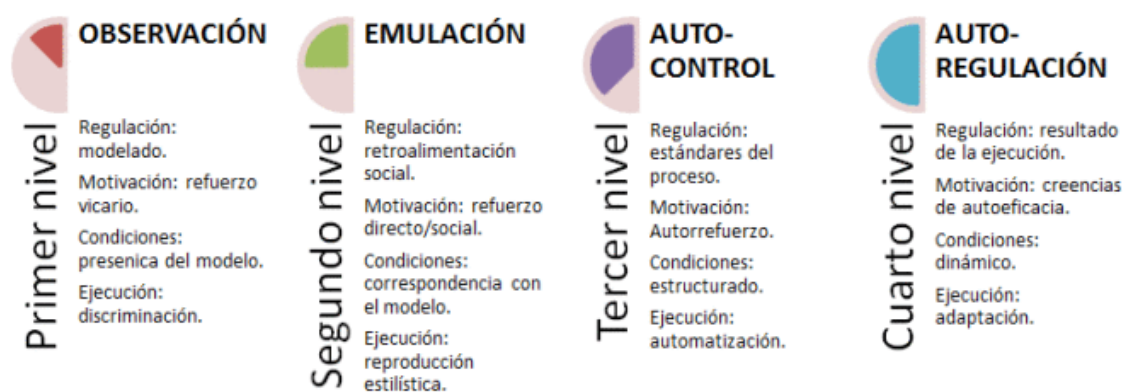 OBSERVACIÓN
Primer nivel
Regulación:
modelado.
Motivación: refuerzo
vicario.
Condiciones:
presenica del modelo.
Ejecución:
discriminación.
EMULACIÓN
Segundo nivel
Regulación:
retroalimentación
social.
Motivación: refuerzo
directo/social.
Condiciones:
correspondencia con
el modelo.
Ejecución:
reproducción
estilística.
AUTO-
CONTROL
Tercer nivel
Regulación:
estándares del
proceso.
Motivación:
Autorrefuerzo.
Condiciones:
estructurado.
Ejecución:
automatización.
AUTO-
REGULACIÓN
Cuarto nivel
Regulación: resultado
de la ejecución.
Motivación: creencias
de autoeficacia.
Condiciones:
dinámico.
Ejecución:
adaptación.